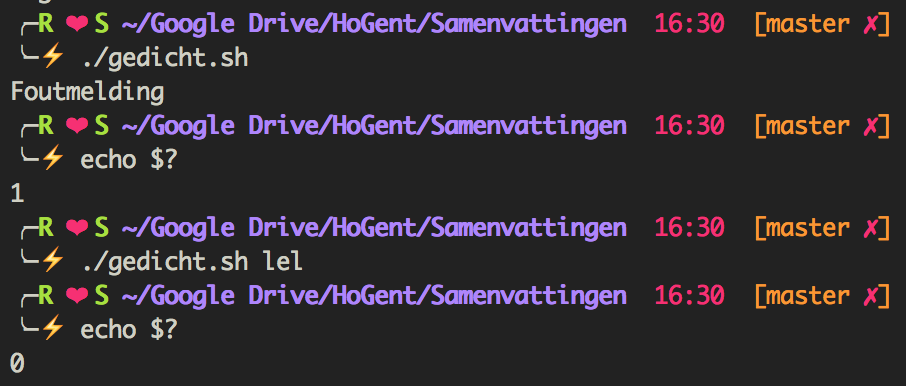 ╭─R ❤ S ~/Google Drive/HoGent/Samenvattingen 16:30 [master ✗]
╰─⚡ ./gedicht.sh
Foutmelding
╭─R ❤ S ~/Google Drive/HoGent/Samenvattingen 16:30 [master ✗]
╰─⚡ echo $?
1
╭─R ❤ S ~/Google Drive/HoGent/Samenvattingen 16:30 [master ✗]
╰─⚡ ./gedicht.sh lel
╭─R ❤ S ~/Google Drive/HoGent/Samenvattingen 16:30 [master ✗]
╰─⚡ echo $?
0